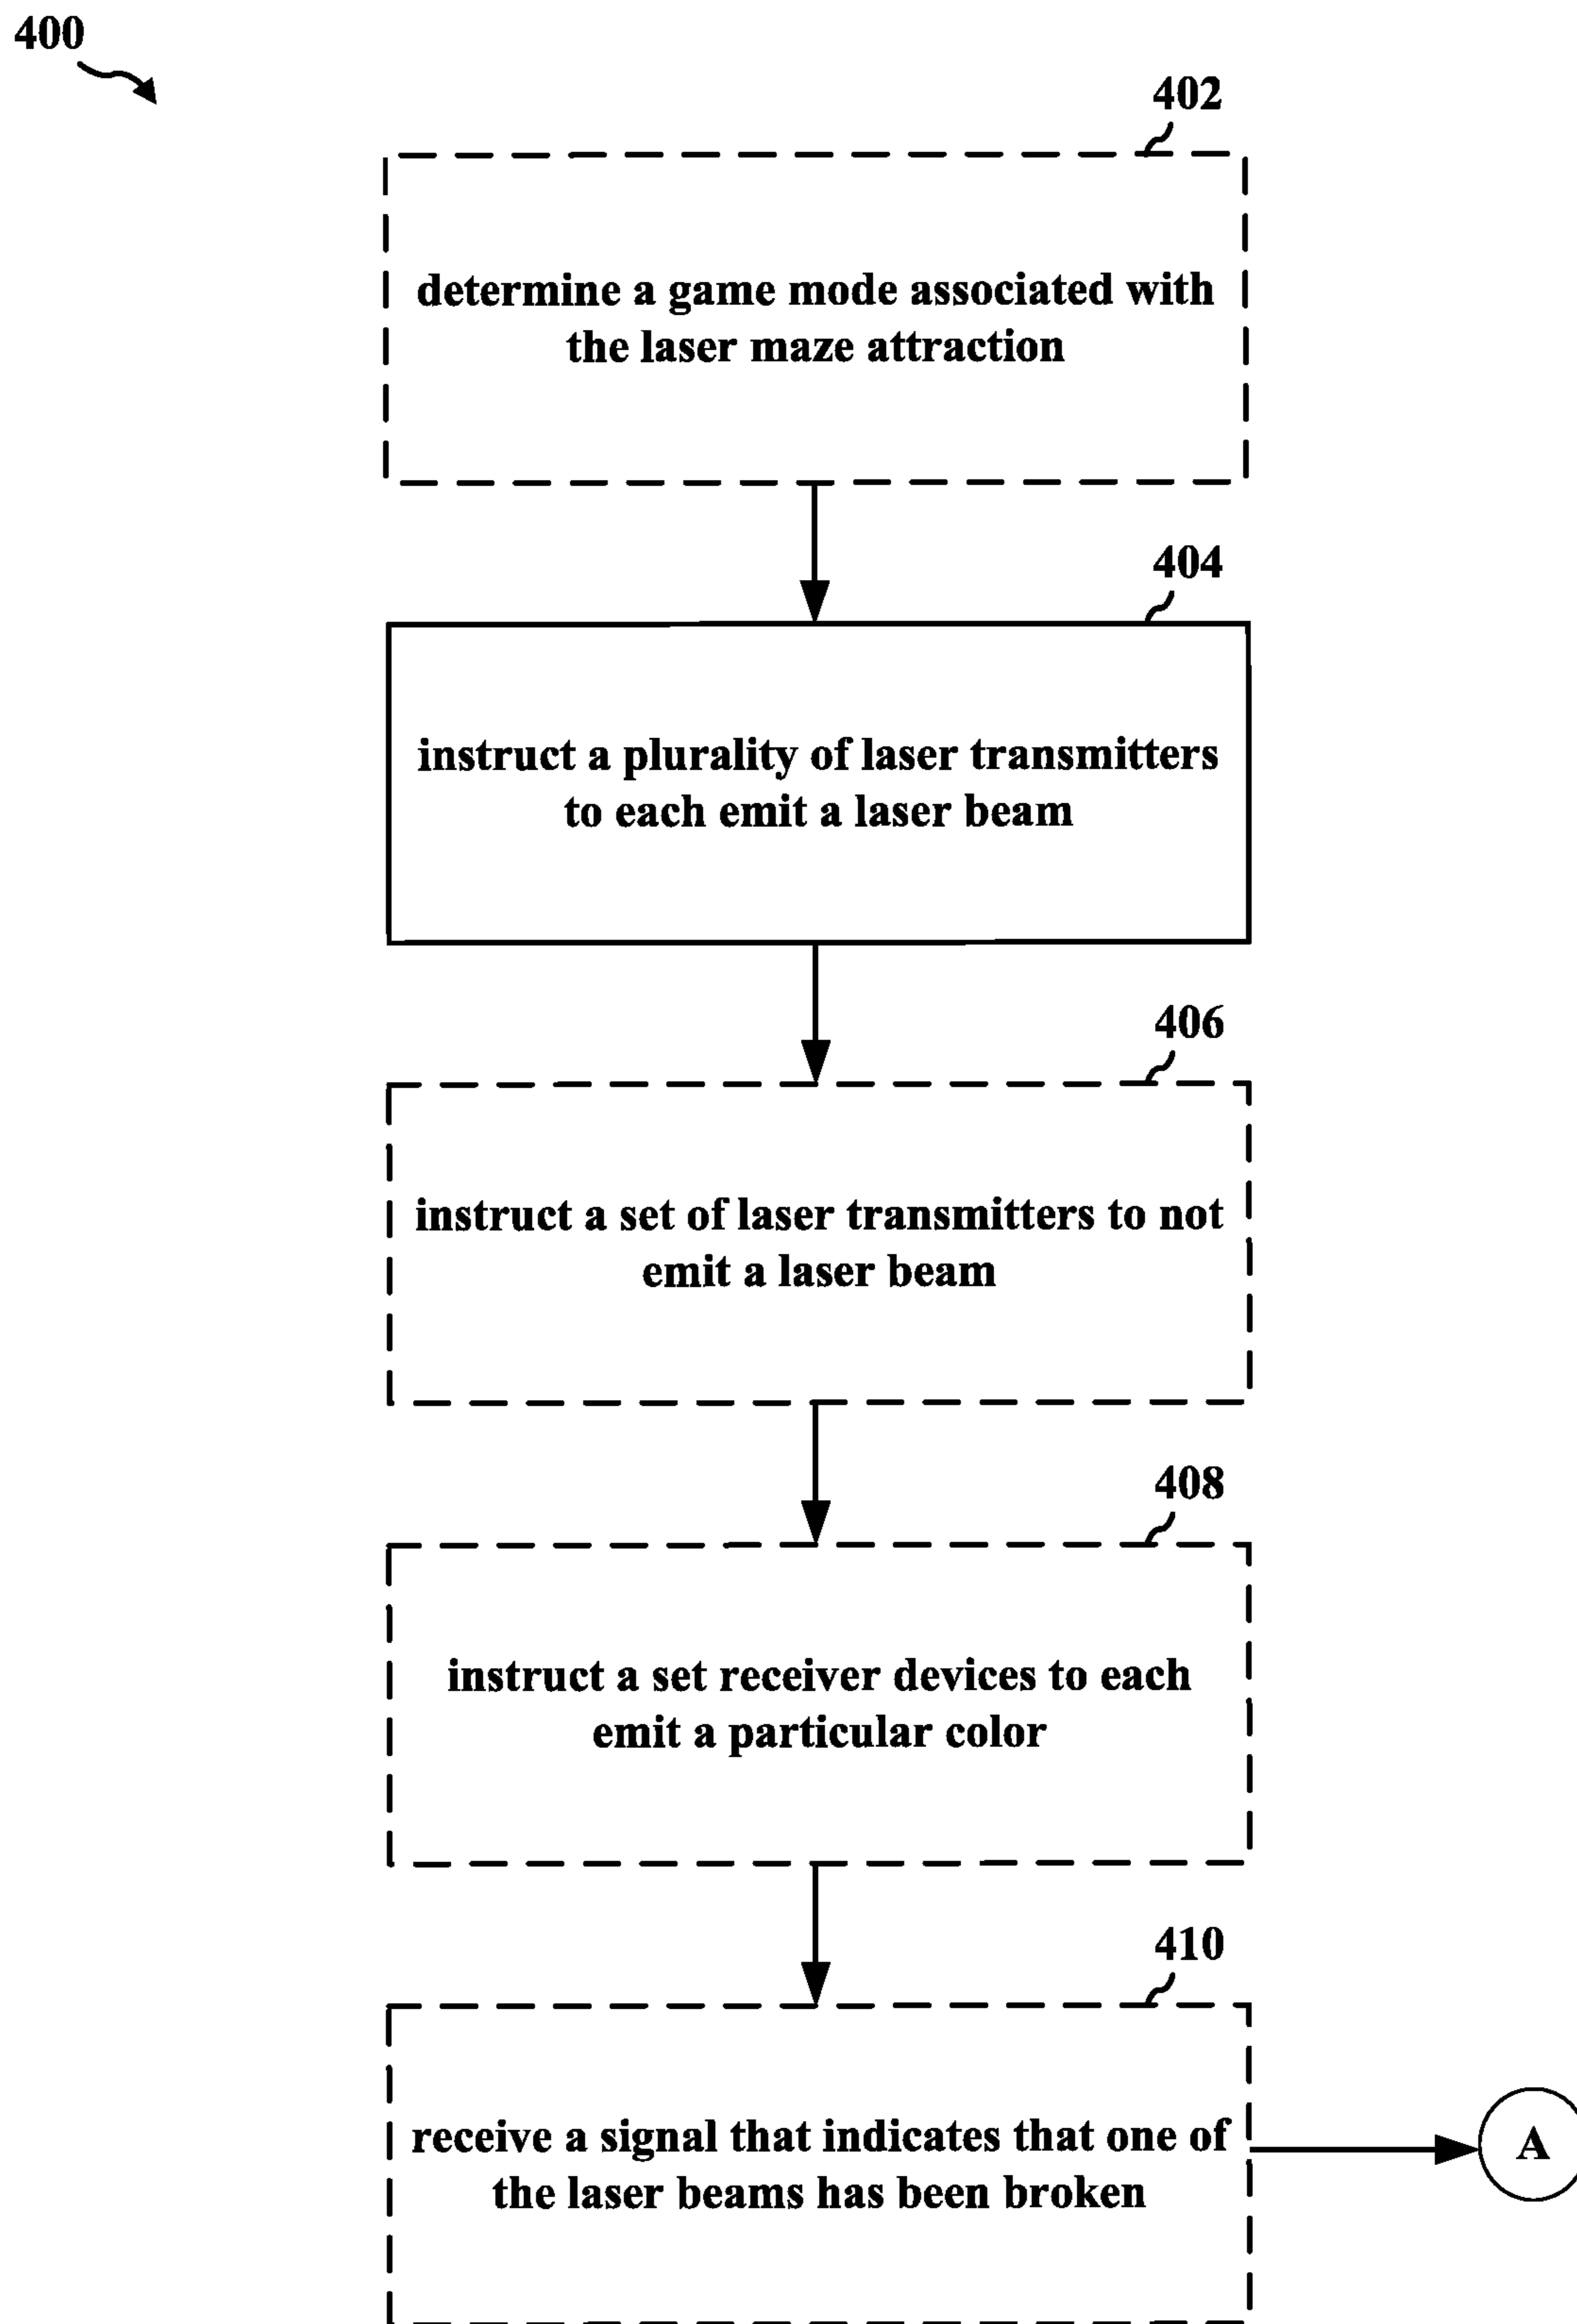 400
402
determine a game mode associated with
the laser maze attraction
404
instruct a plurality of laser transmitters
to each emit a laser beam
406
instruct a set of laser transmitters to not
emit a laser beam
408
instruct a set receiver devices to each
emit a particular color
410
receive a signal that indicates that one of
the laser beams has been broken
A